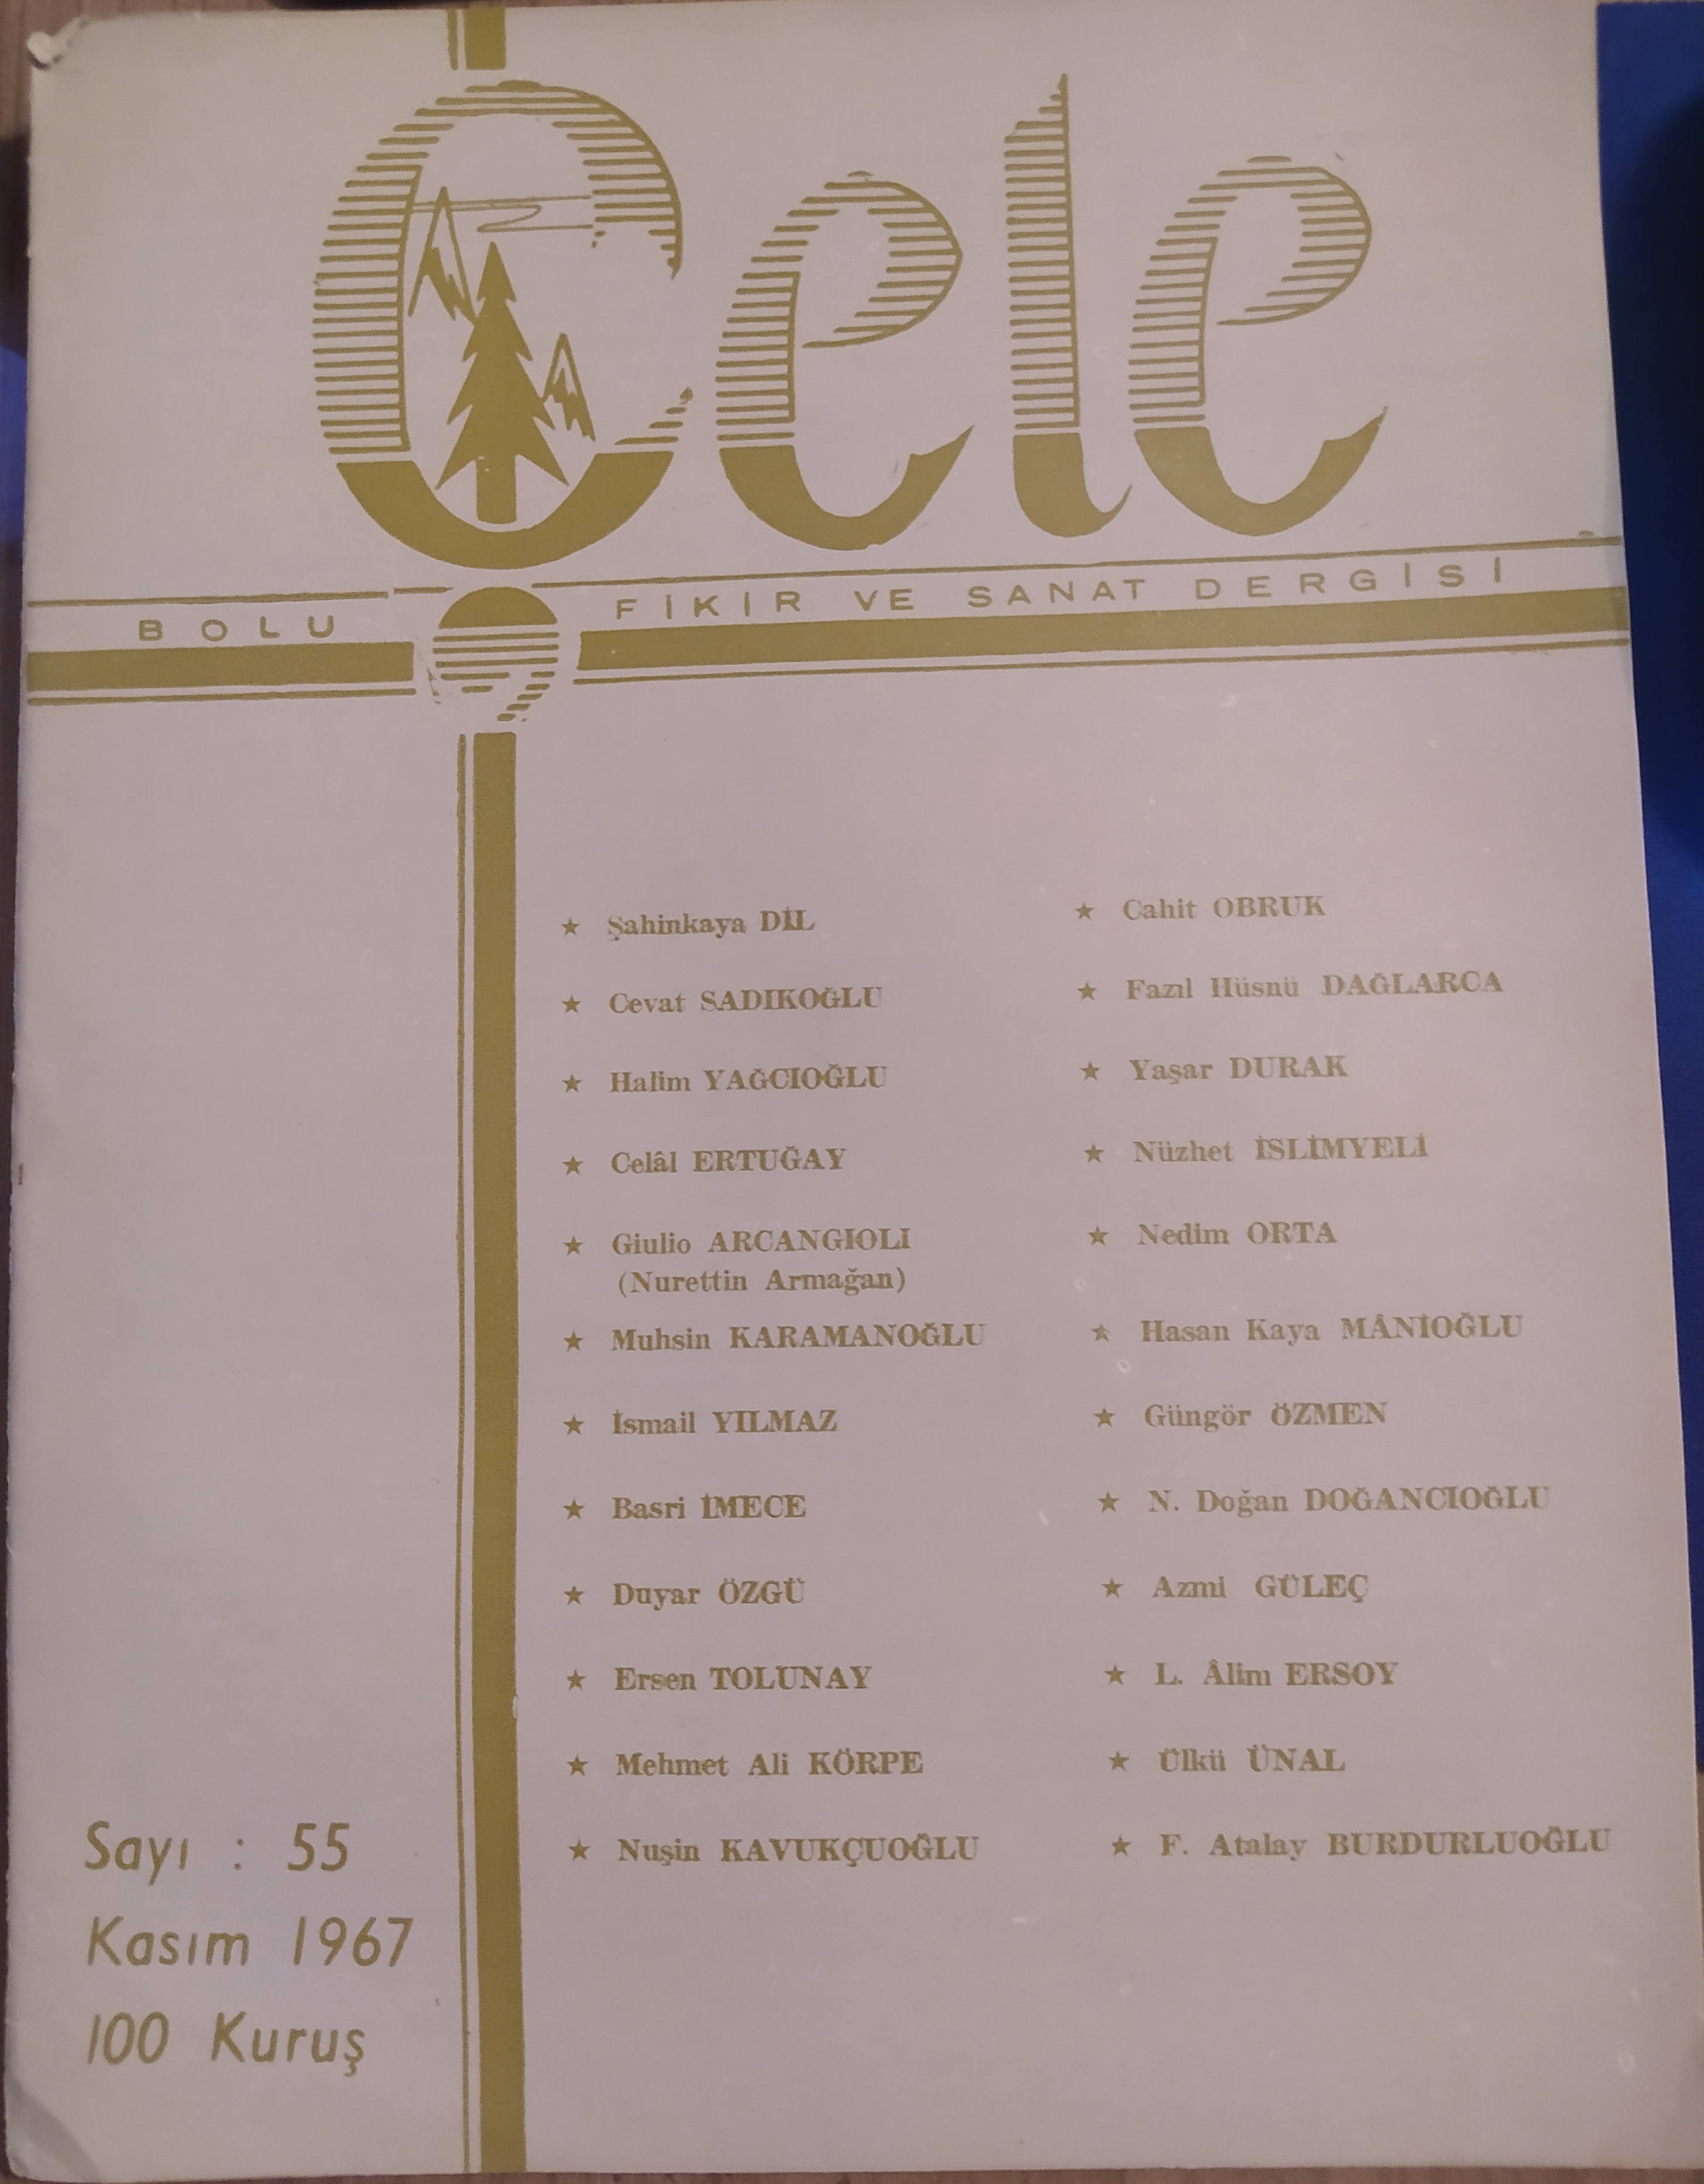 Çele
BOLU FİKİR VE SANAT DERGİSİ
★ Şahinkaya DİL
★ Cevat SADIKOĞLU
★ Halim YAĞCIOĞLU
★ Celâl ERTUĞAY
★ Giulio ARCANGIOLI
(Nurettin Armağan)
★ Muhsin KARAMANOĞLU
★ İsmail YILMAZ
★ Basri İMECE
★ Duyar ÖZGÜ
★ Ersen TOLUNAY
★ Mehmet Ali KÖRPE
★ Nuşin KAVUKÇUOĞLU
★ Cahit OBRUK
★ Fazıl Hüsnü DAĞLARCA
★ Yaşar DURAK
★ Nüzhet İSLİMYELİ
★ Nedim ORTA
★ Hasan Kaya MÂNİOĞLU
★ Güngör ÖZMEN
★ N. Doğan DOĞANCIOĞLU
★ Azmi GÜLEÇ
★ L. Âlim ERSOY
★ Ülkü ÜNAL
★ F. Atalay BURDURLUOĞLU
Sayı : 55
Kasım 1967
100 Kuruş